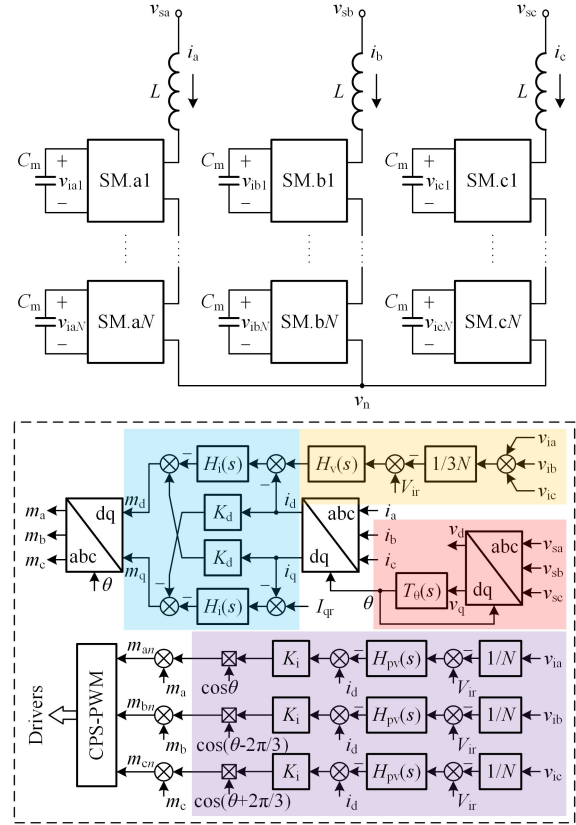 v_sa v_sb v_sc
i_a i_b i_c
L L L
C_m + v_ia1 − SM.a1 C_m + v_ib1 − SM.b1 C_m + v_ic1 − SM.c1
C_m + v_iaN − SM.aN C_m + v_ibN − SM.bN C_m + v_icN − SM.cN
v_n
m_d − H_i(s) − H_v(s) − V_ir 1/3N v_ia
v_ib
v_ic
m_a
m_b
m_c
dq
abc
θ
K_d
K_d
i_d
i_q
abc
dq
i_a
i_b
i_c
θ
v_d
v_q
T_θ(s)
abc
dq
v_sa
v_sb
v_sc
m_q − − H_i(s) − I_qr
Drivers
CPS-PWM
m_an m_a cosθ K_i i_d − H_pv(s) − V_ir 1/N v_ia
m_bn m_b cos(θ-2π/3) K_i i_d − H_pv(s) − V_ir 1/N v_ib
m_cn m_c cos(θ+2π/3) K_i i_d − H_pv(s) − V_ir 1/N v_ic